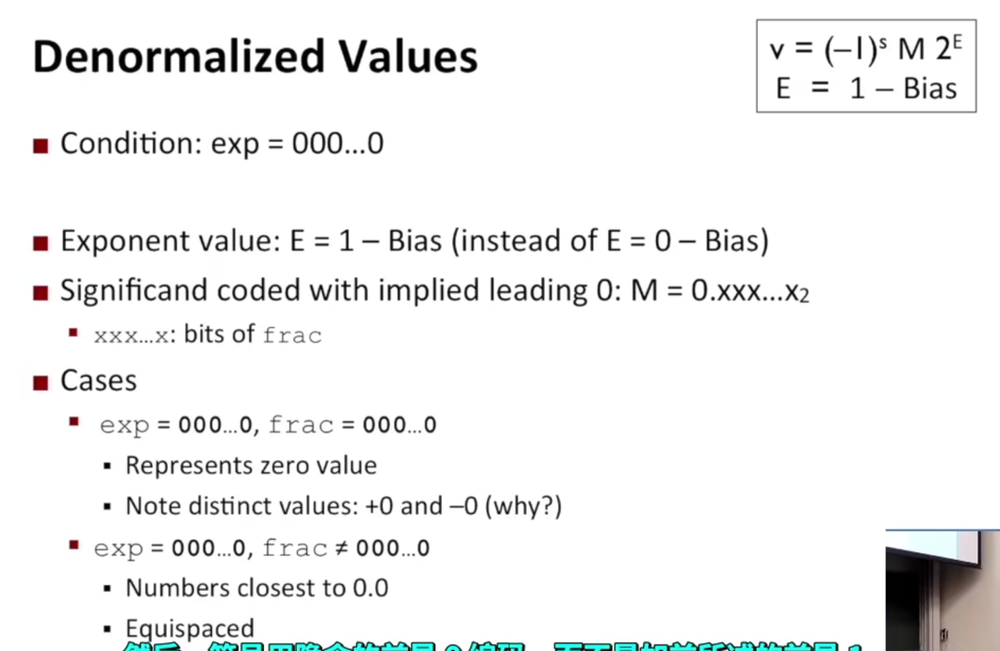 Denormalized Values
v = (–1)ˢ M 2ᴱ
E = 1 – Bias
■ Condition: exp = 000…0
■ Exponent value: E = 1 – Bias (instead of E = 0 – Bias)
■ Significand coded with implied leading 0: M = 0.xxx…x₂
▪ xxx…x: bits of frac
■ Cases
▪ exp = 000…0, frac = 000…0
▪ Represents zero value
▪ Note distinct values: +0 and –0 (why?)
▪ exp = 000…0, frac ≠ 000…0
▪ Numbers closest to 0.0
▪ Equispaced